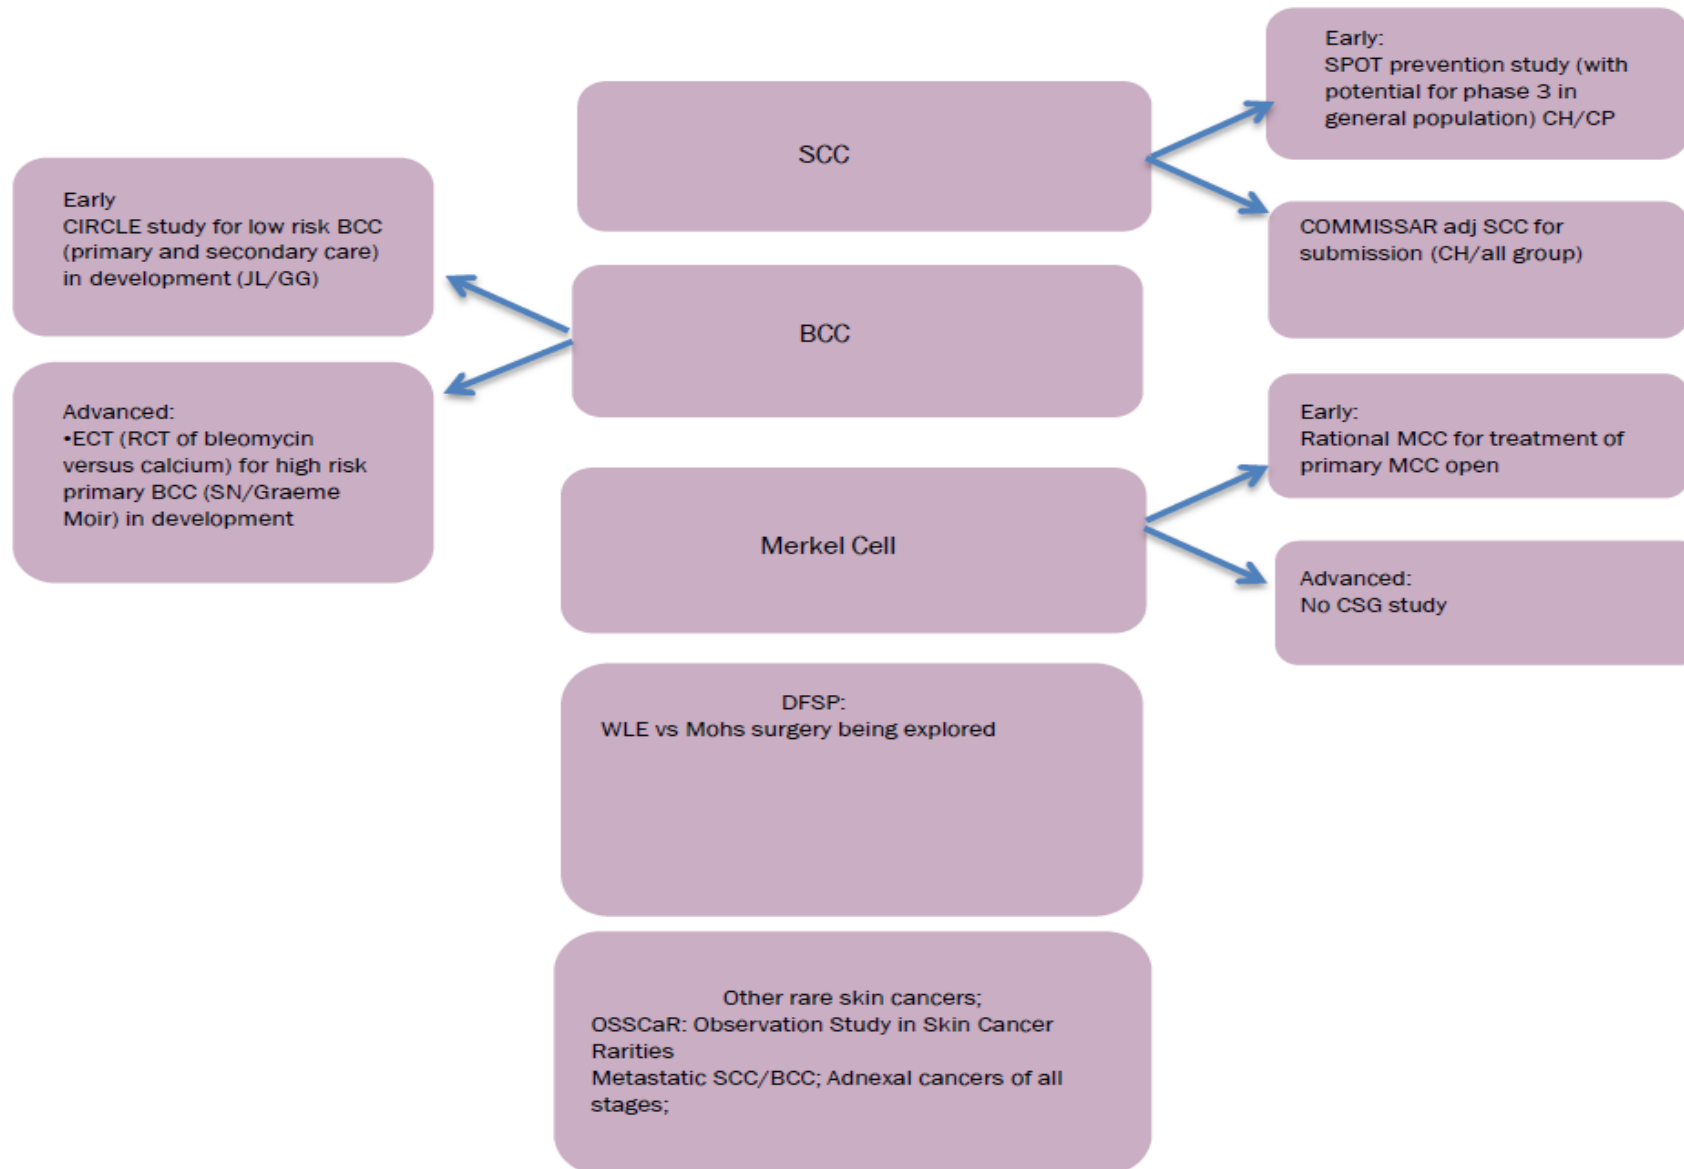 SCC
Early:
SPOT prevention study (with
potential for phase 3 in
general population) CH/CP
COMMISSAR adj SCC for
submission (CH/all group)
BCC
Early
CIRCLE study for low risk BCC
(primary and secondary care)
in development (JL/GG)
Advanced:
•ECT (RCT of bleomycin
versus calcium) for high risk
primary BCC (SN/Graeme
Moir) in development
Merkel Cell
Early:
Rational MCC for treatment of
primary MCC open
Advanced:
No CSG study
DFSP:
WLE vs Mohs surgery being explored
Other rare skin cancers;
OSSCaR: Observation Study in Skin Cancer
Rarities
Metastatic SCC/BCC; Adnexal cancers of all
stages;